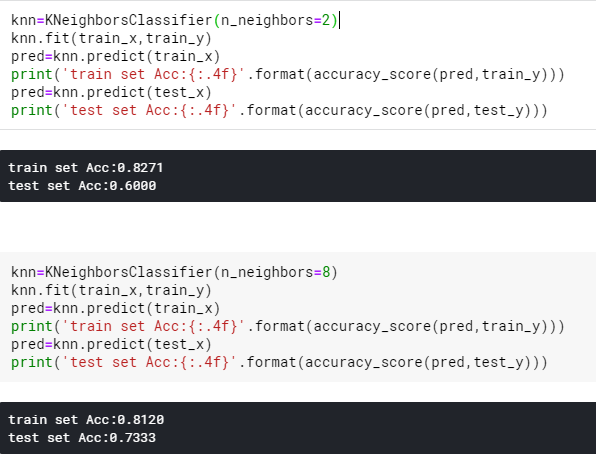 knn=KNeighborsClassifier(n_neighbors=2)
knn.fit(train_x,train_y)
pred=knn.predict(train_x)
print('train set Acc:{:.4f}'.format(accuracy_score(pred,train_y)))
pred=knn.predict(test_x)
print('test set Acc:{:.4f}'.format(accuracy_score(pred,test_y)))
train set Acc:0.8271
test set Acc:0.6000
knn=KNeighborsClassifier(n_neighbors=8)
knn.fit(train_x,train_y)
pred=knn.predict(train_x)
print('train set Acc:{:.4f}'.format(accuracy_score(pred,train_y)))
pred=knn.predict(test_x)
print('test set Acc:{:.4f}'.format(accuracy_score(pred,test_y)))
train set Acc:0.8120
test set Acc:0.7333